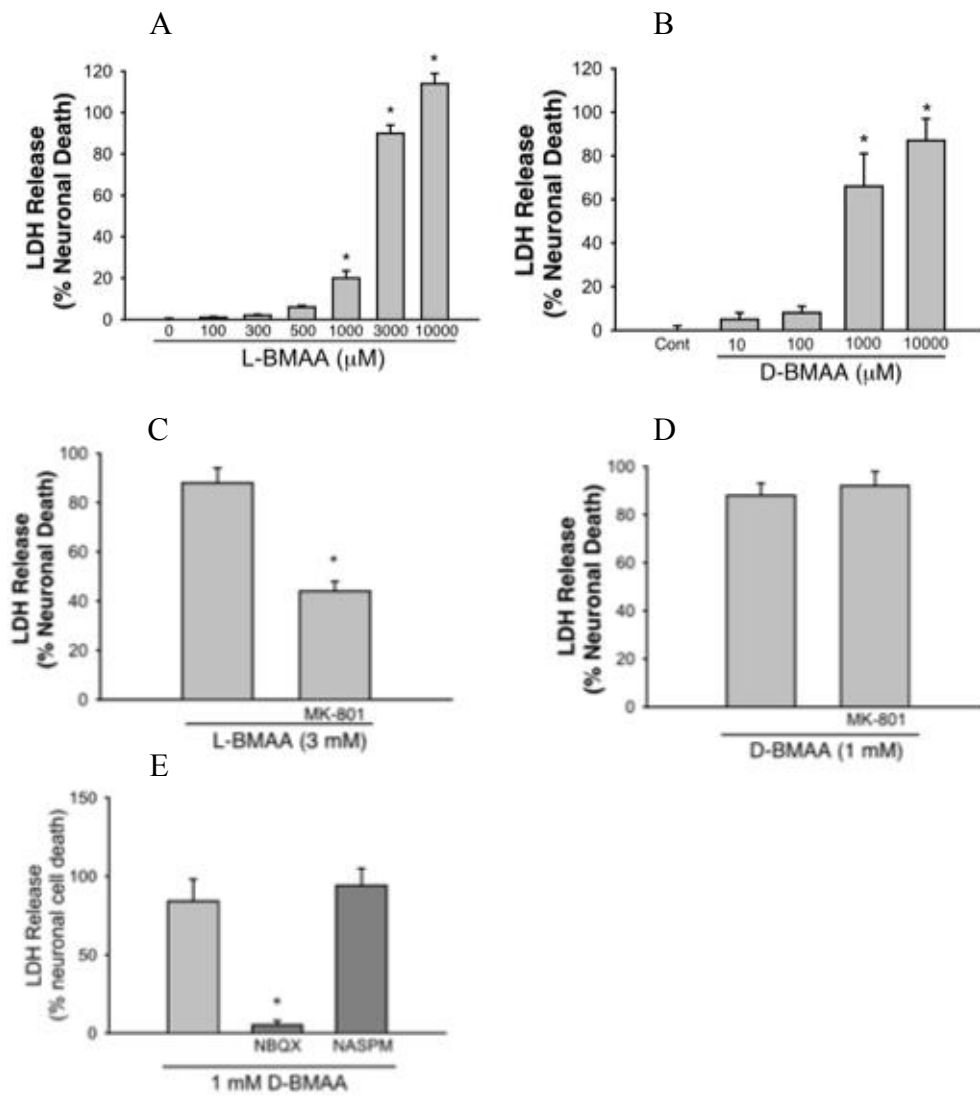 A
LDH Release
(% Neuronal Death)
120
100
80
60
40
20
0
0 100 300 500 1000 3000 10000
L-BMAA (μM)
* * *
B
LDH Release
(% Neuronal Death)
120
100
80
60
40
20
0
Cont 10 100 1000 10000
D-BMAA (μM)
* *
C
LDH Release
(% Neuronal Death)
100
80
60
40
20
0
*
MK-801
L-BMAA (3 mM)
D
LDH Release
(% Neuronal Death)
100
80
60
40
20
0
MK-801
D-BMAA (1 mM)
E
LDH Release
(% neuronal cell death)
150
100
50
0
*
NBQX NASPM
1 mM D-BMAA